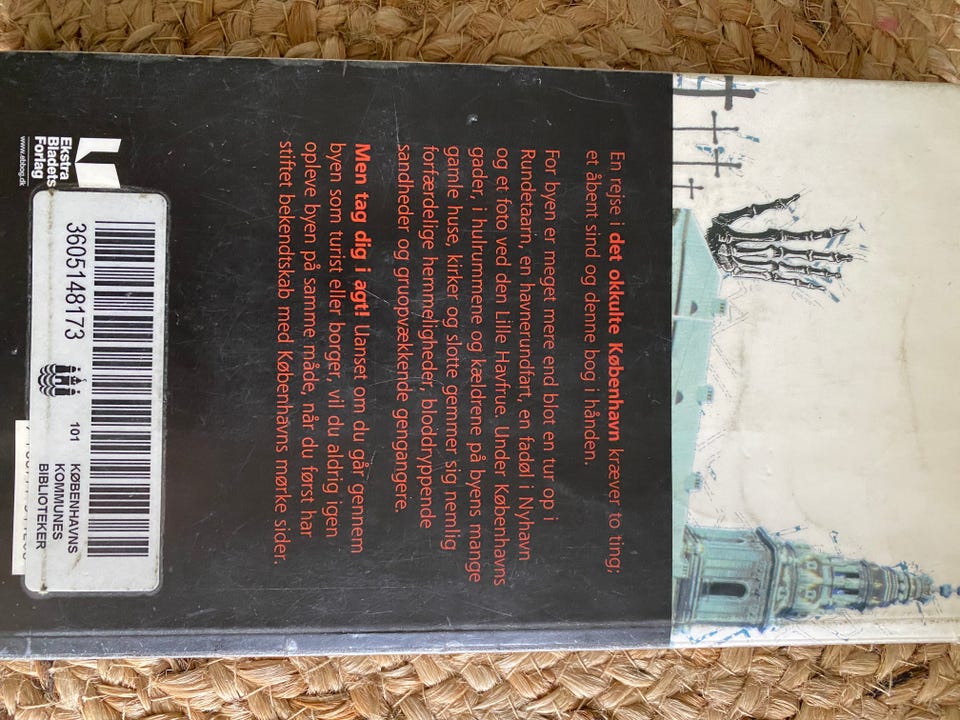 En rejse i det okkulte København kræver to ting;
et åbent sind og denne bog i hånden.
For byen er meget mere end blot en tur op i
Rundetaarn, en havnerundfart, en fadøl i Nyhavn
og et foto ved den Lille Havfrue. Under Københavns
gader, i hulrummene og kældrene på byens mange
gamle huse, kirker og slotte gemmer sig nemlig
forfærdelige hemmeligheder, bloddryppende
sandheder og gruopvækkende gengangere.
Men tag dig i agt! Uanset om du går gennem
byen som turist eller borger, vil du aldrig igen
opleve byen på samme måde, når du først har
stiftet bekendtskab med Københavns mørke sider.
Ekstra
Bladets
Forlag
www.ebbog.dk
3605148173
101
KØBENHAVNS
KOMMUNES
BIBLIOTEKER